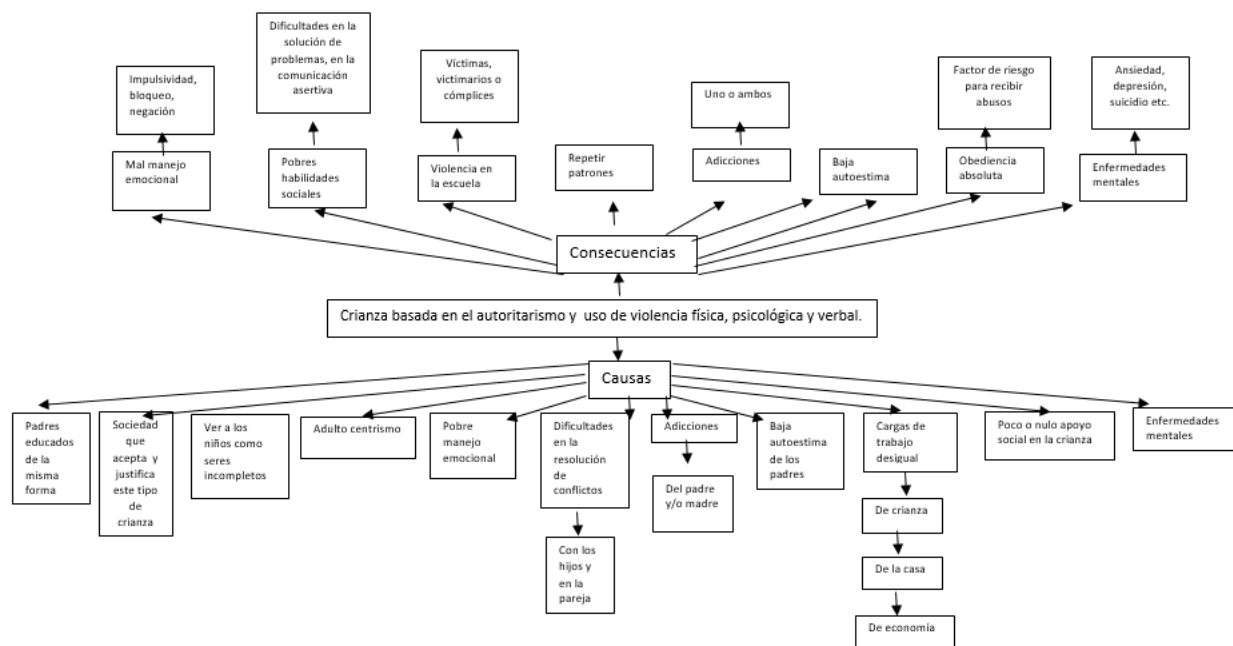 Dificultades en la
solución de
problemas, en la
comunicación
asertiva
Impulsividad,
bloqueo,
negación
Víctimas,
victimarios o
cómplices
Uno o ambos
Factor de riesgo
para recibir
abusos
Ansiedad,
depresión,
suicidio etc.
Mal manejo
emocional
Pobres
habilidades
sociales
Violencia en
la escuela
Repetir
patrones
Adicciones
Baja
autoestima
Obediencia
absoluta
Enfermedades
mentales
Consecuencias
Crianza basada en el autoritarismo y uso de violencia física, psicológica y verbal.
Causas
Padres
educados
de la
misma
forma
Sociedad
que
acepta y
justifica
este tipo
de
crianza
Ver a los
niños como
seres
incompletos
Adulto centrismo
Pobre
manejo
emocional
Dificultades
en la
resolución
de
conflictos
Adicciones
Baja
autoestima
de los
padres
Cargas de
trabajo
desigual
Poco o nulo apoyo
social en la crianza
Enfermedades
mentales
Con los
hijos y
en la
pareja
Del padre
y/o madre
De crianza
De la casa
De economía